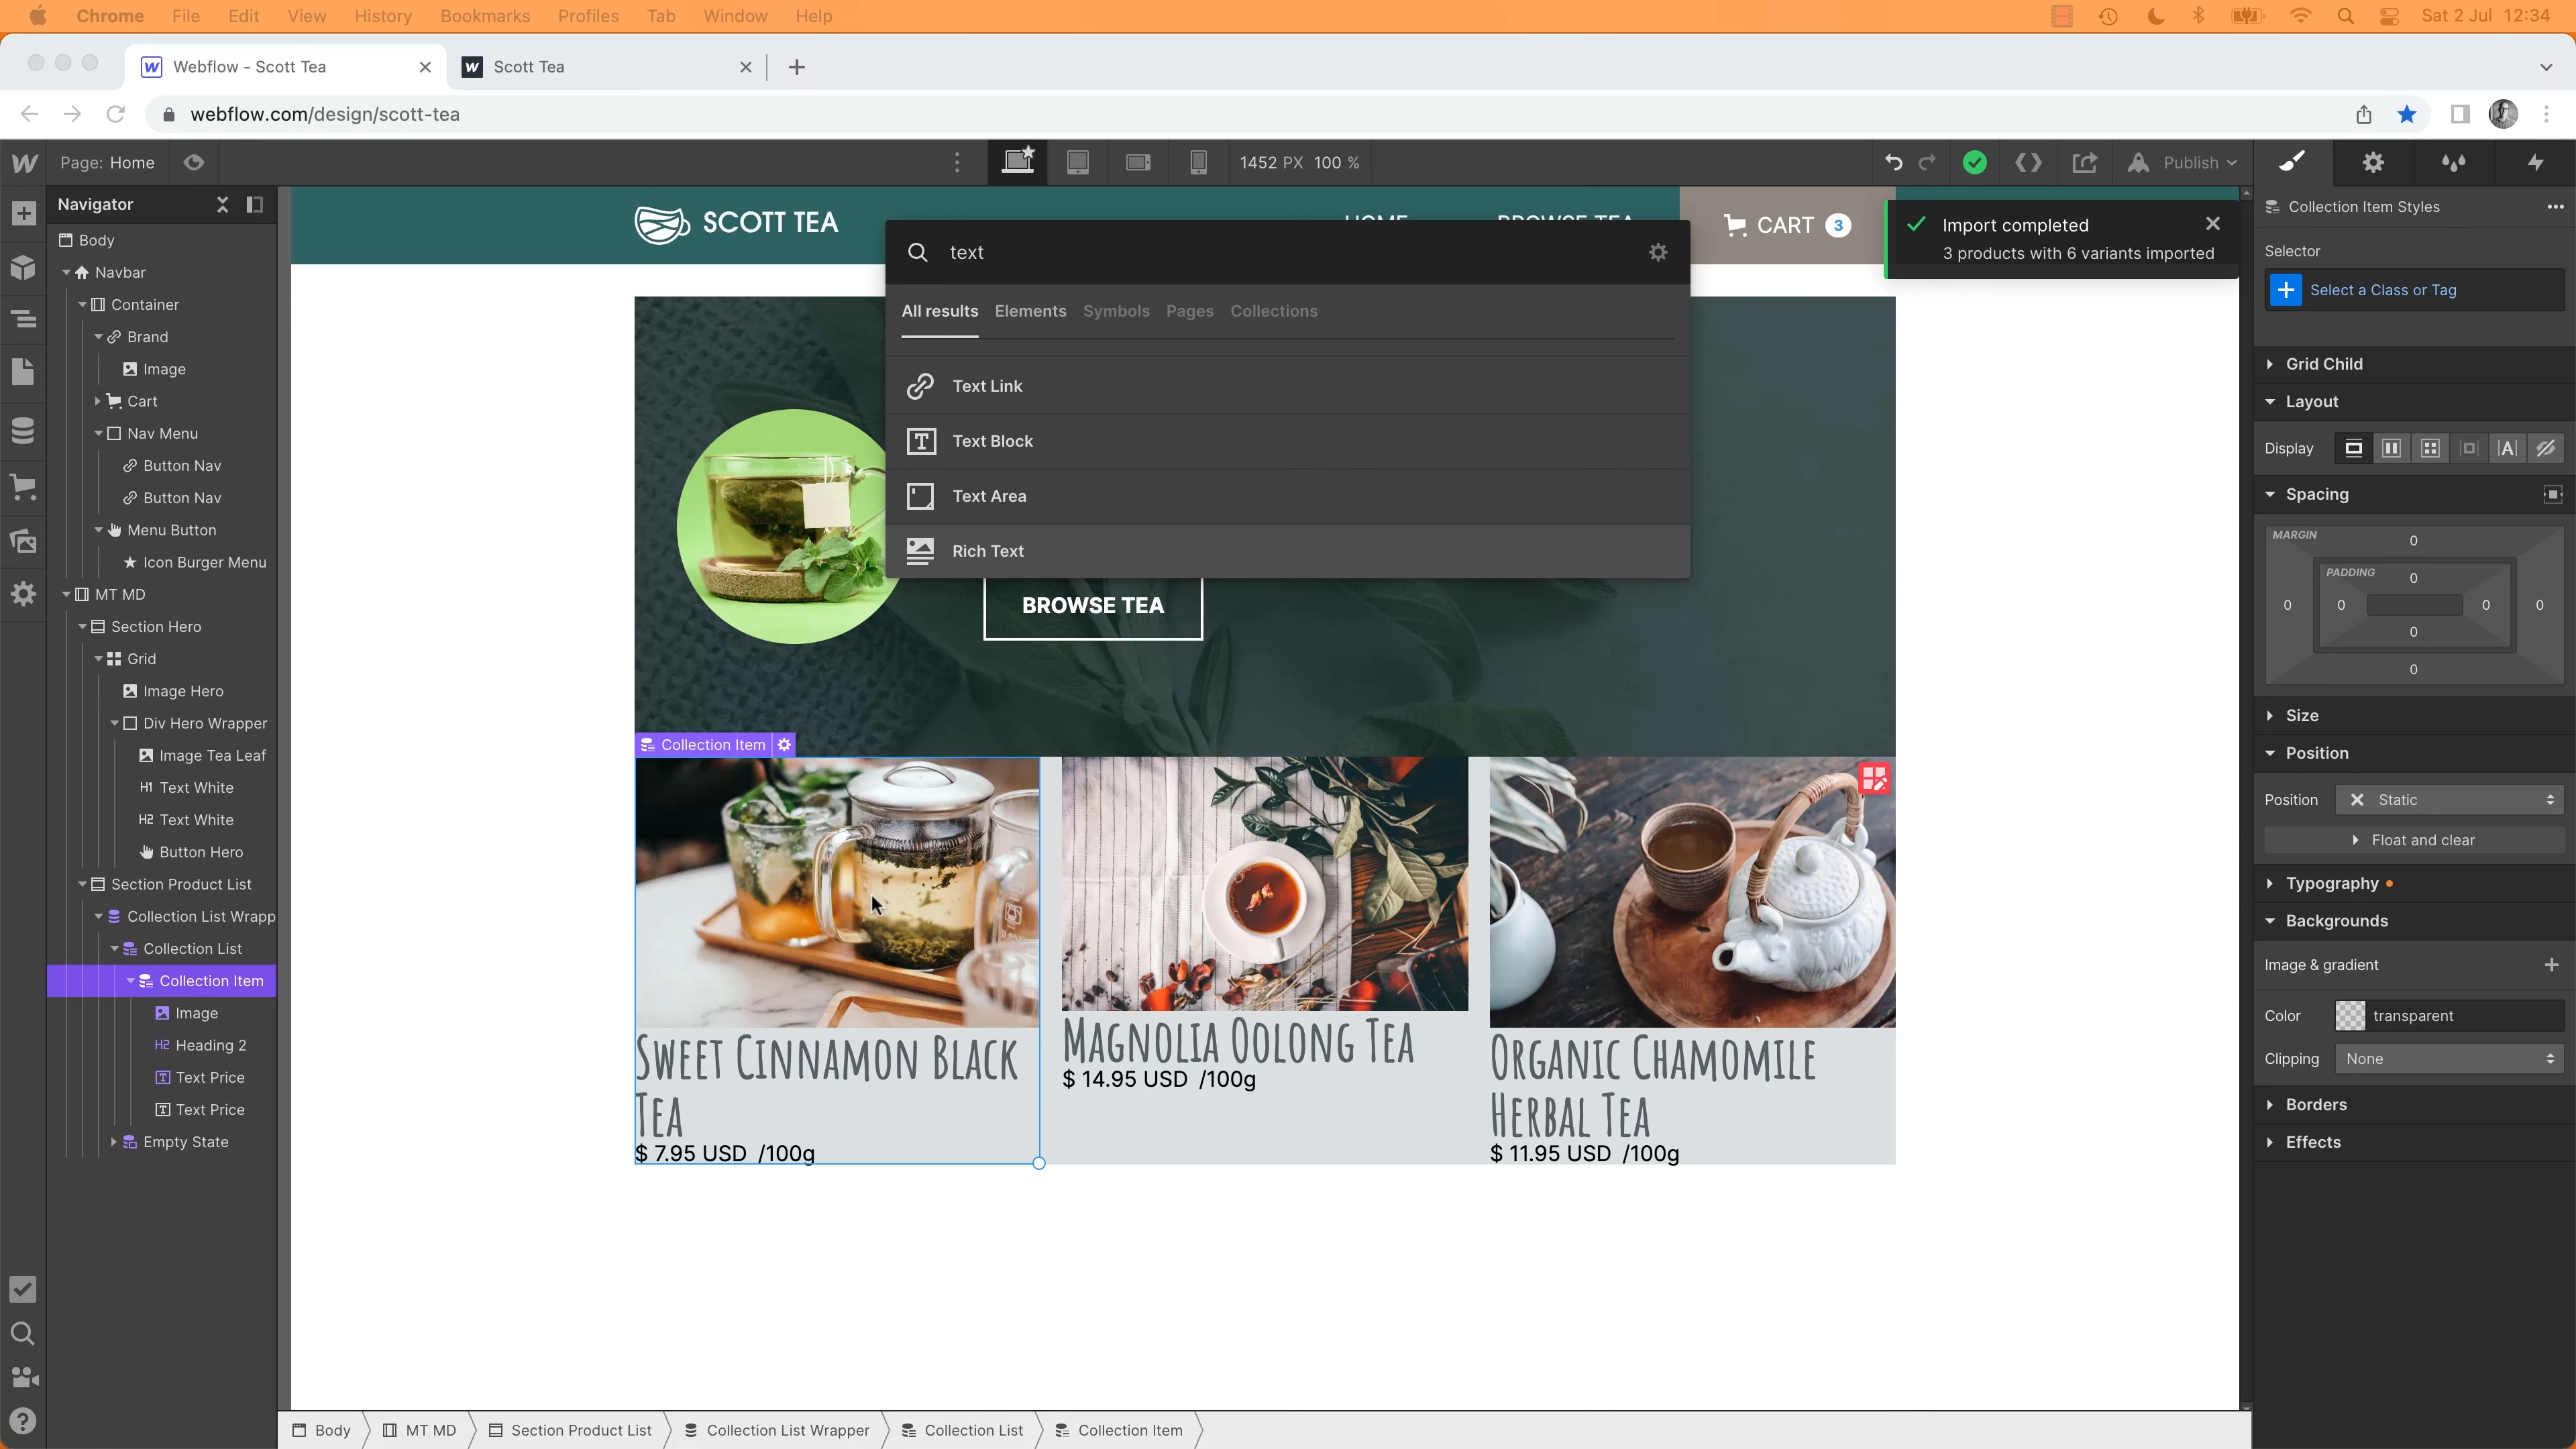 Chrome File Edit View History Bookmarks Profiles Tab Window Help Sat 2 Jul 12:34
Webflow - Scott Tea
Scott Tea
webflow.com/design/scott-tea
Page: Home
1452 PX 100 %
Publish
Navigator
Body
Navbar
Container
Brand
Image
Cart
Nav Menu
Button Nav
Button Nav
Menu Button
Icon Burger Menu
MT MD
Section Hero
Grid
Image Hero
Div Hero Wrapper
Image Tea Leaf
H1 Text White
H2 Text White
Button Hero
Section Product List
Collection List Wrapp
Collection List
Collection Item
Image
H2 Heading 2
Text Price
Text Price
Empty State
SCOTT TEA
HOME
BROWSE TEA
CART 3
text
All results Elements Symbols Pages Collections
Text Link
Text Block
Text Area
Rich Text
Import completed
3 products with 6 variants imported
BROWSE TEA
Collection Item
Sweet Cinnamon Black
Tea
$ 7.95 USD /100g
Magnolia Oolong Tea
$ 14.95 USD /100g
Organic Chamomile
Herbal Tea
$ 11.95 USD /100g
Collection Item Styles
Selector
Select a Class or Tag
Grid Child
Layout
Display
Spacing
MARGIN
0
PADDING
0
0 0 0 0
0
0
Size
Position
Position Static
Float and clear
Typography
Backgrounds
Image & gradient
Color transparent
Clipping None
Borders
Effects
Body MT MD Section Product List Collection List Wrapper Collection List Collection Item